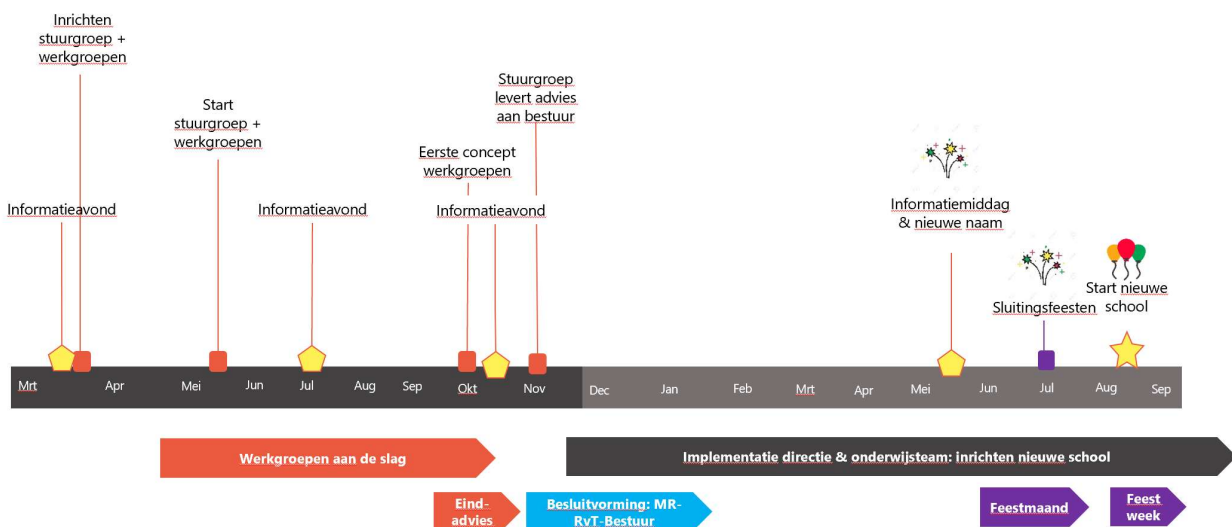 Inrichten
stuurgroep +
werkgroepen
Start
stuurgroep +
werkgroepen
Stuurgroep
levert advies
aan bestuur
Eerste concept
werkgroepen
Informatieavond
Informatieavond
Informatieavond
Informatiemiddag
& nieuwe naam
Sluitingsfeesten
Start nieuwe
school
Mrt
Apr
Mei
Jun
Jul
Aug
Sep
Okt
Nov
Dec
Jan
Feb
Mrt
Apr
Mei
Jun
Jul
Aug
Sep
Werkgroepen aan de slag
Implementatie directie & onderwijsteam: inrichten nieuwe school
Eind-
advies
Besluitvorming: MR-
RvT-Bestuur
Feestmaand
Feest
week